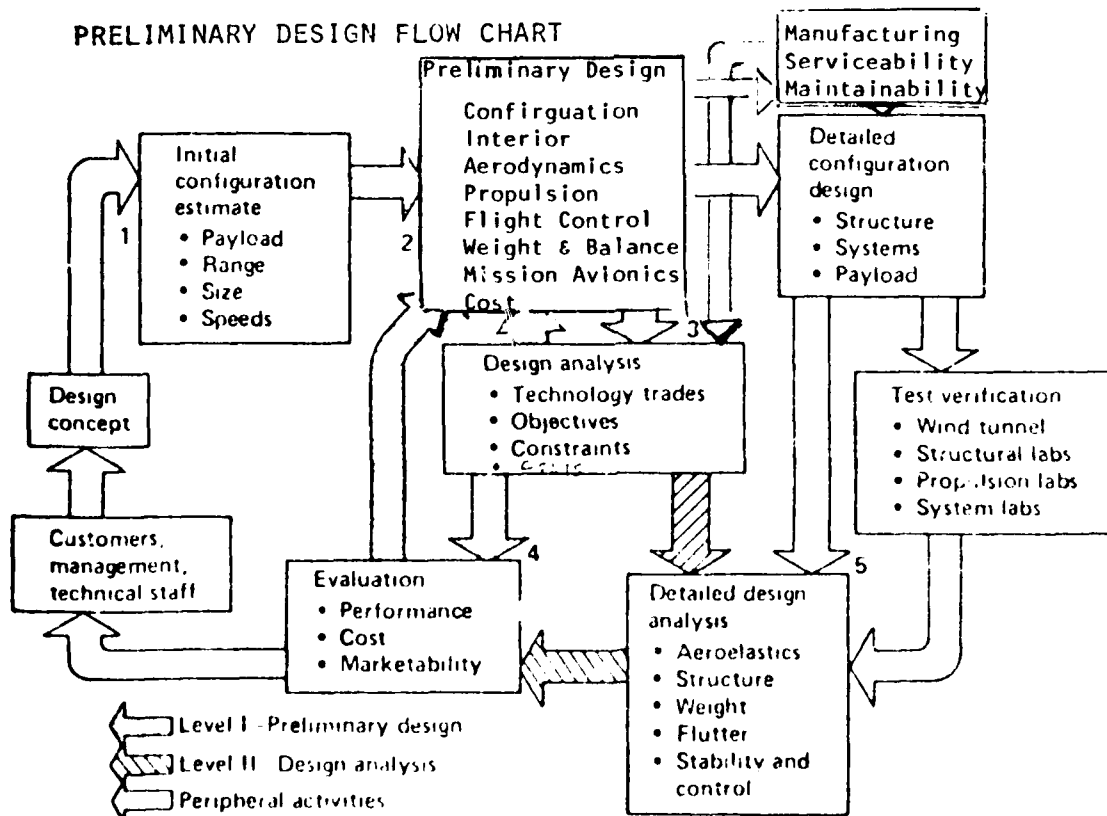 PRELIMINARY DESIGN FLOW CHART
Manufacturing
Serviceability
Maintainability
Preliminary Design
Confirguation
Interior
Aerodynamics
Propulsion
Flight Control
Weight & Balance
Mission Avionics
Cost
Initial
configuration
estimate
• Payload
• Range
• Size
• Speeds
1
2
3
Detailed
configuration
design
• Structure
• Systems
• Payload
Design
concept
Design analysis
• Technology trades
• Objectives
• Constraints
Test verification
• Wind tunnel
• Structural labs
• Propulsion labs
• System labs
Customers,
management,
technical staff
4
5
Evaluation
• Performance
• Cost
• Marketability
Detailed design
analysis
• Aeroelastics
• Structure
• Weight
• Flutter
• Stability and
control
Level I - Preliminary design
Level II Design analysis
Peripheral activities